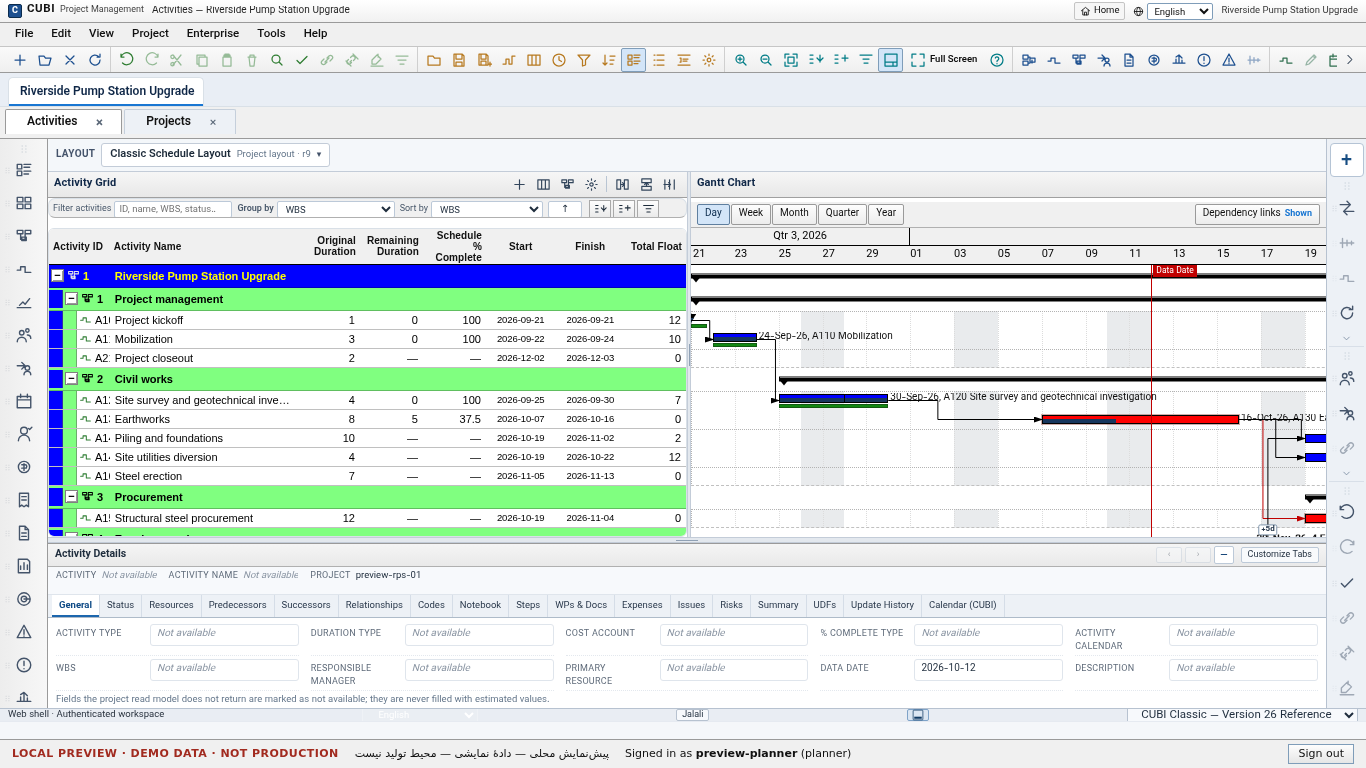 CUBI Project Management Activities — Riverside Pump Station Upgrade Home English Riverside Pump Station Upgrade
File Edit View Project Enterprise Tools Help
Full Screen
Riverside Pump Station Upgrade
Activities × Projects ×
LAYOUT Classic Schedule Layout Project layout · r9
Activity Grid
Filter activities ID, name, WBS, status.. Group by WBS Sort by WBS
Activity ID Activity Name Original Duration Remaining Duration Schedule % Complete Start Finish Total Float
1 Riverside Pump Station Upgrade
1 Project management
Project kickoff 1 0 100 2026-09-21 2026-09-21 12
Mobilization 3 0 100 2026-09-22 2026-09-24 10
Project closeout 2 — — 2026-12-02 2026-12-03 0
2 Civil works
Site survey and geotechnical inve… 4 0 100 2026-09-25 2026-09-30 7
Earthworks 8 5 37.5 2026-10-07 2026-10-16 0
Piling and foundations 10 — — 2026-10-19 2026-11-02 2
Site utilities diversion 4 — — 2026-10-19 2026-10-22 12
Steel erection 7 — — 2026-11-05 2026-11-13 0
3 Procurement
Structural steel procurement 12 — — 2026-10-19 2026-11-04 0
Gantt Chart
Day Week Month Quarter Year Dependency links Shown
Qtr 3, 2026
21 23 25 27 29 01 03 05 07 09 11 13 15 17 19
Data Date
24-Sep-26, A110 Mobilization
30-Sep-26, A120 Site survey and geotechnical investigation
16-Oct-26, A130
+5d
Activity Details
Customize Tabs
ACTIVITY Not available ACTIVITY NAME Not available PROJECT preview-rps-01
General Status Resources Predecessors Successors Relationships Codes Notebook Steps WPs & Docs Expenses Issues Risks Summary UDFs Update History Calendar (CUBI)
ACTIVITY TYPE Not available DURATION TYPE Not available COST ACCOUNT Not available % COMPLETE TYPE Not available ACTIVITY CALENDAR Not available
WBS Not available RESPONSIBLE MANAGER Not available PRIMARY RESOURCE Not available DATA DATE 2026-10-12 DESCRIPTION Not available
Fields the project read model does not return are marked as not available; they are never filled with estimated values.
Web shell · Authenticated workspace English Jalali CUBI Classic — Version 26 Reference
LOCAL PREVIEW · DEMO DATA · NOT PRODUCTION پیش‌نمایش محلی — دادهٔ نمایشی — محیط تولید نیست Signed in as preview-planner (planner) Sign out